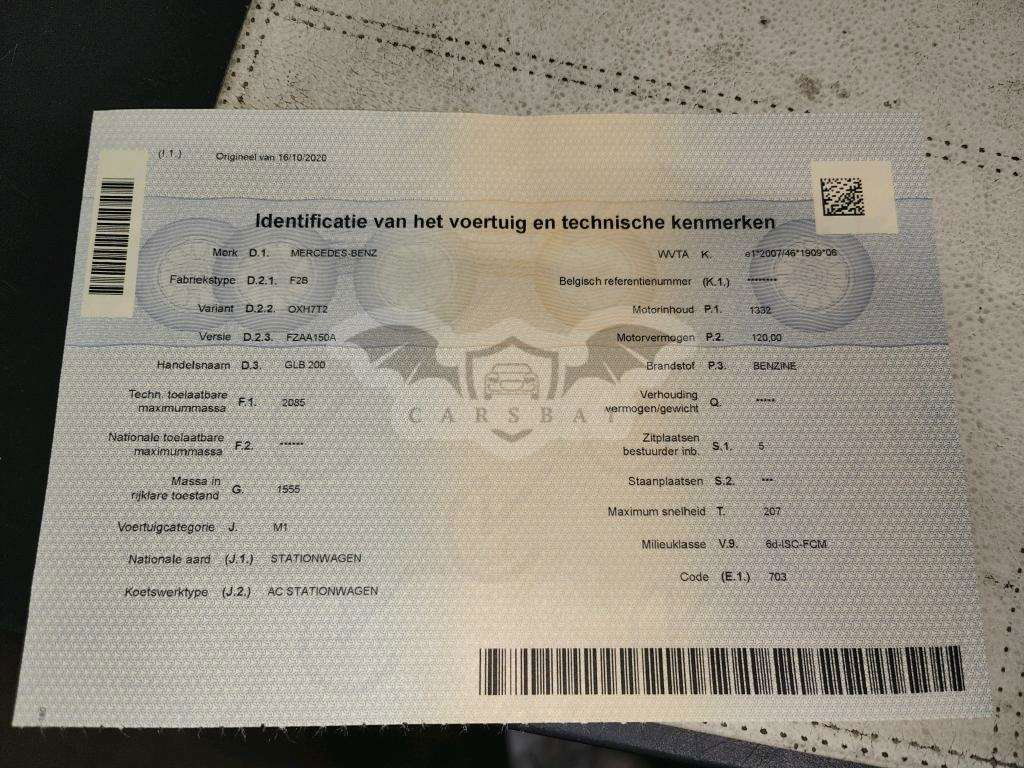 (I.1.) Origineel van 16/10/2020
Identificatie van het voertuig en technische kenmerken
Merk D.1. MERCEDES-BENZ
Fabriekstype D.2.1. F2B
Variant D.2.2. OXH7T2
Versie D.2.3. FZAA150A
Handelsnaam D.3. GLB 200
Techn. toelaatbare
maximummassa F.1. 2085
Nationale toelaatbare
maximummassa F.2. ------
Massa in
rijklare toestand G. 1555
Voertuigcategorie J. M1
Nationale aard (J.1.) STATIONWAGEN
Koetswerktype (J.2.) AC STATIONWAGEN
WVTA K. e1*2007/46*1909*06
Belgisch referentienummer (K.1.) --------
Motorinhoud P.1. 1332
Motorvermogen P.2. 120,00
Brandstof P.3. BENZINE
Verhouding
vermogen/gewicht Q. -----
Zitplaatsen
bestuurder inb. S.1. 5
Staanplaatsen S.2. ---
Maximum snelheid T. 207
Milieuklasse V.9. 6d-ISC-FCM
Code (E.1.) 703
CARSBAT